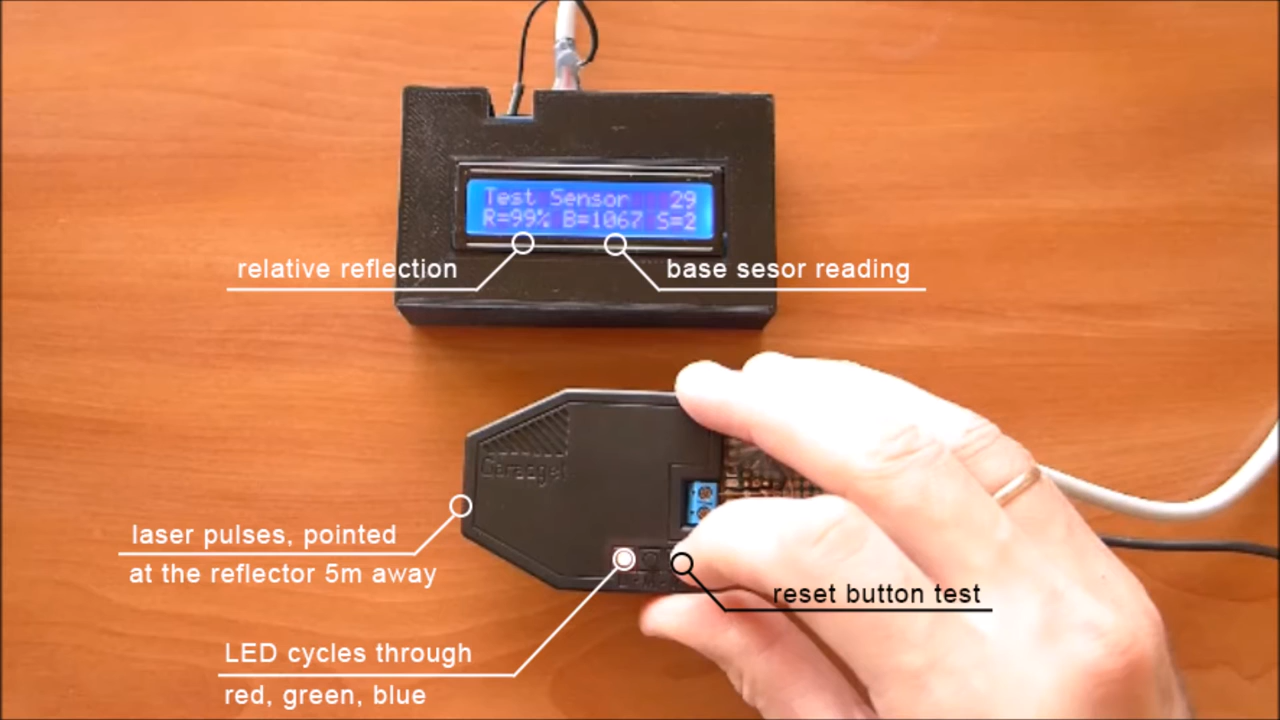 Test Sensor 29
R=99% B=1067 S=2
relative reflection
base sesor reading
Garadget
laser pulses, pointed
at the reflector 5m away
reset button test
LED cycles through
red, green, blue